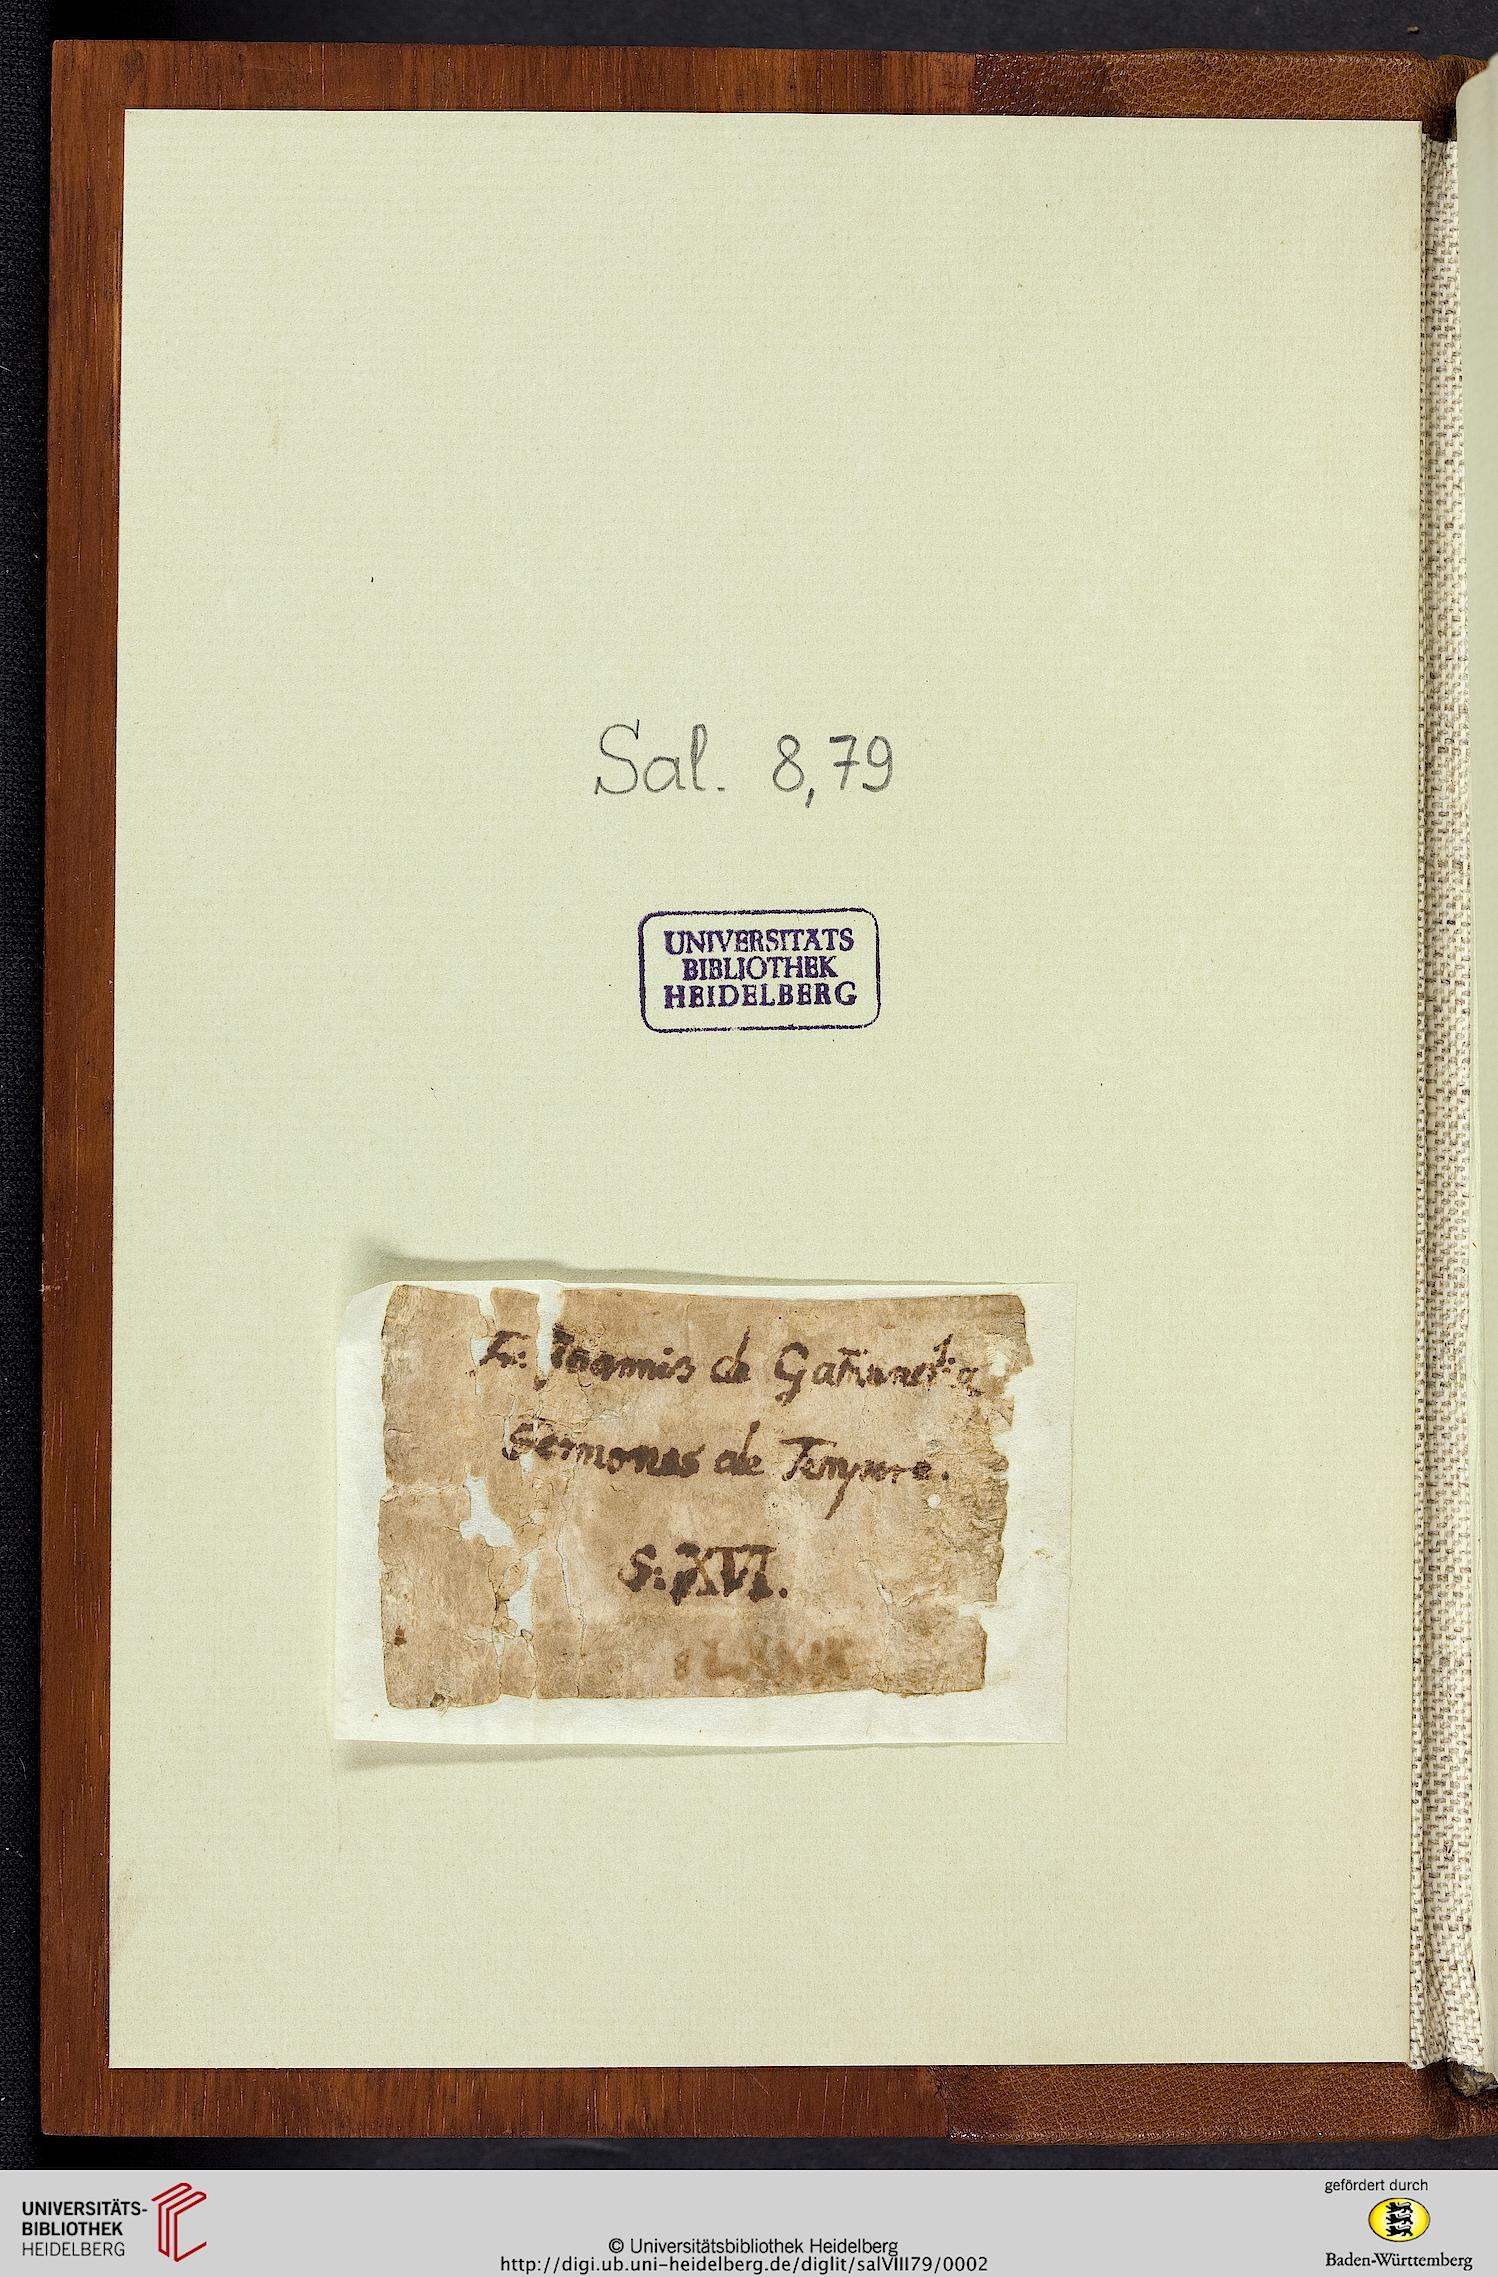 Sal. 8,79
UNIVERSITÄTS
BIBLIOTHEK
HEIDELBERG
Joannis de
Sermones de Tempore.
S: XVI.
UNIVERSITÄTS-
BIBLIOTHEK
HEIDELBERG
© Universitätsbibliothek Heidelberg
http://digi.ub.uni-heidelberg.de/diglit/salVIII79/0002
gefördert durch
Baden-Württemberg